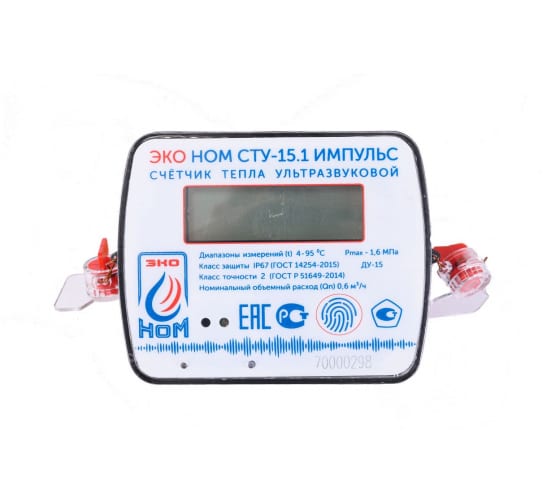 ЭКО НОМ СТУ-15.1 ИМПУЛЬС
СЧЁТЧИК ТЕПЛА УЛЬТРАЗВУКОВОЙ
Диапазоны измерений (t) 4-95 °C Pmax - 1,6 МПа
Класс защиты IP67 (ГОСТ 14254-2015) ДУ-15
Класс точности 2 (ГОСТ Р 51649-2014)
Номинальный объемный расход (Qn) 0,6 м³/ч
ЭКО
НОМ
ЕАС
РСТ
70000298